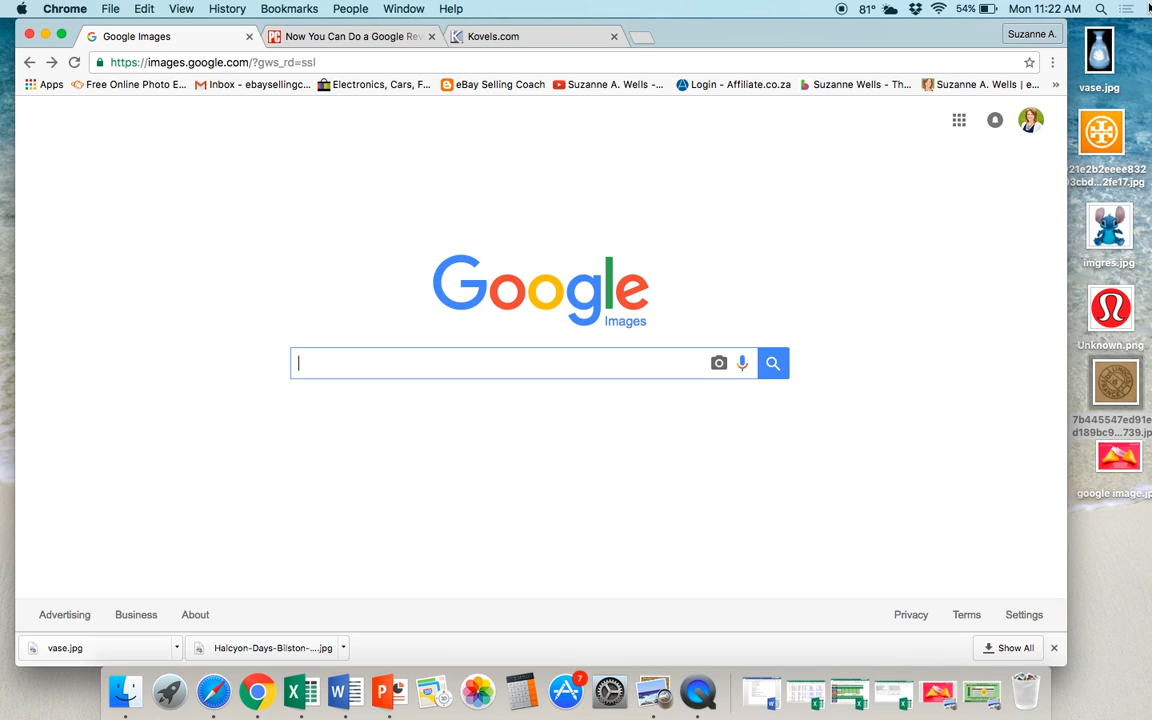 Chrome File Edit View History Bookmarks People Window Help 81° 54% Mon 11:22 AM
Google Images Now You Can Do a Google Rev Kovels.com Suzanne A.
https://images.google.com/?gws_rd=ssl
Apps Free Online Photo E... Inbox - ebaysellingc... Electronics, Cars, F... eBay Selling Coach Suzanne A. Wells -... Login - Affiliate.co.za Suzanne Wells - Th... Suzanne A. Wells | e... »
vase.jpg
21e2b2eeee832
03cbd...2fe17.jpg
imgres.jpg
Unknown.png
7b445547ed91e
d189bc9...739.jp
google image.jp
Google
Images
Advertising Business About Privacy Terms Settings
vase.jpg Halcyon-Days-Bilston-....jpg Show All
7